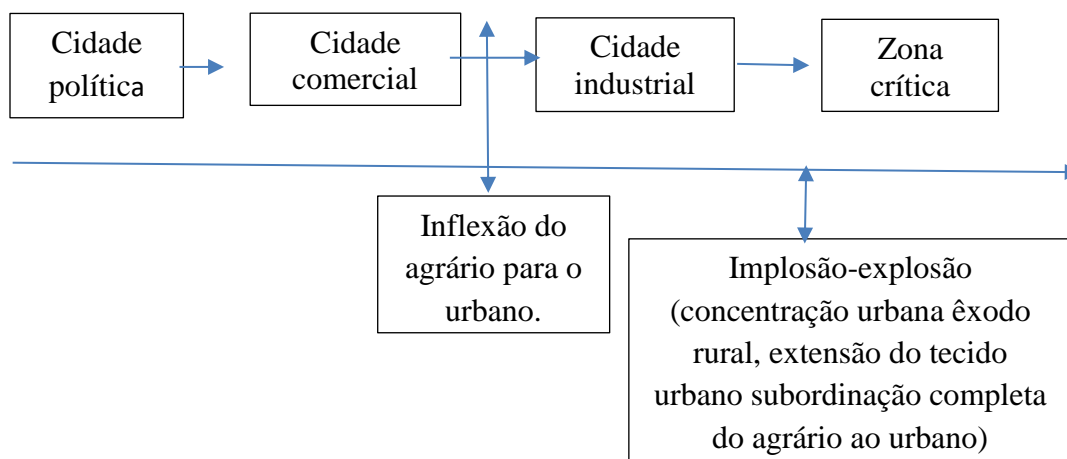 Cidade
política
Cidade
comercial
Cidade
industrial
Zona
crítica
Inflexão do
agrário para o
urbano.
Implosão-explosão
(concentração urbana êxodo
rural, extensão do tecido
urbano subordinação completa
do agrário ao urbano)